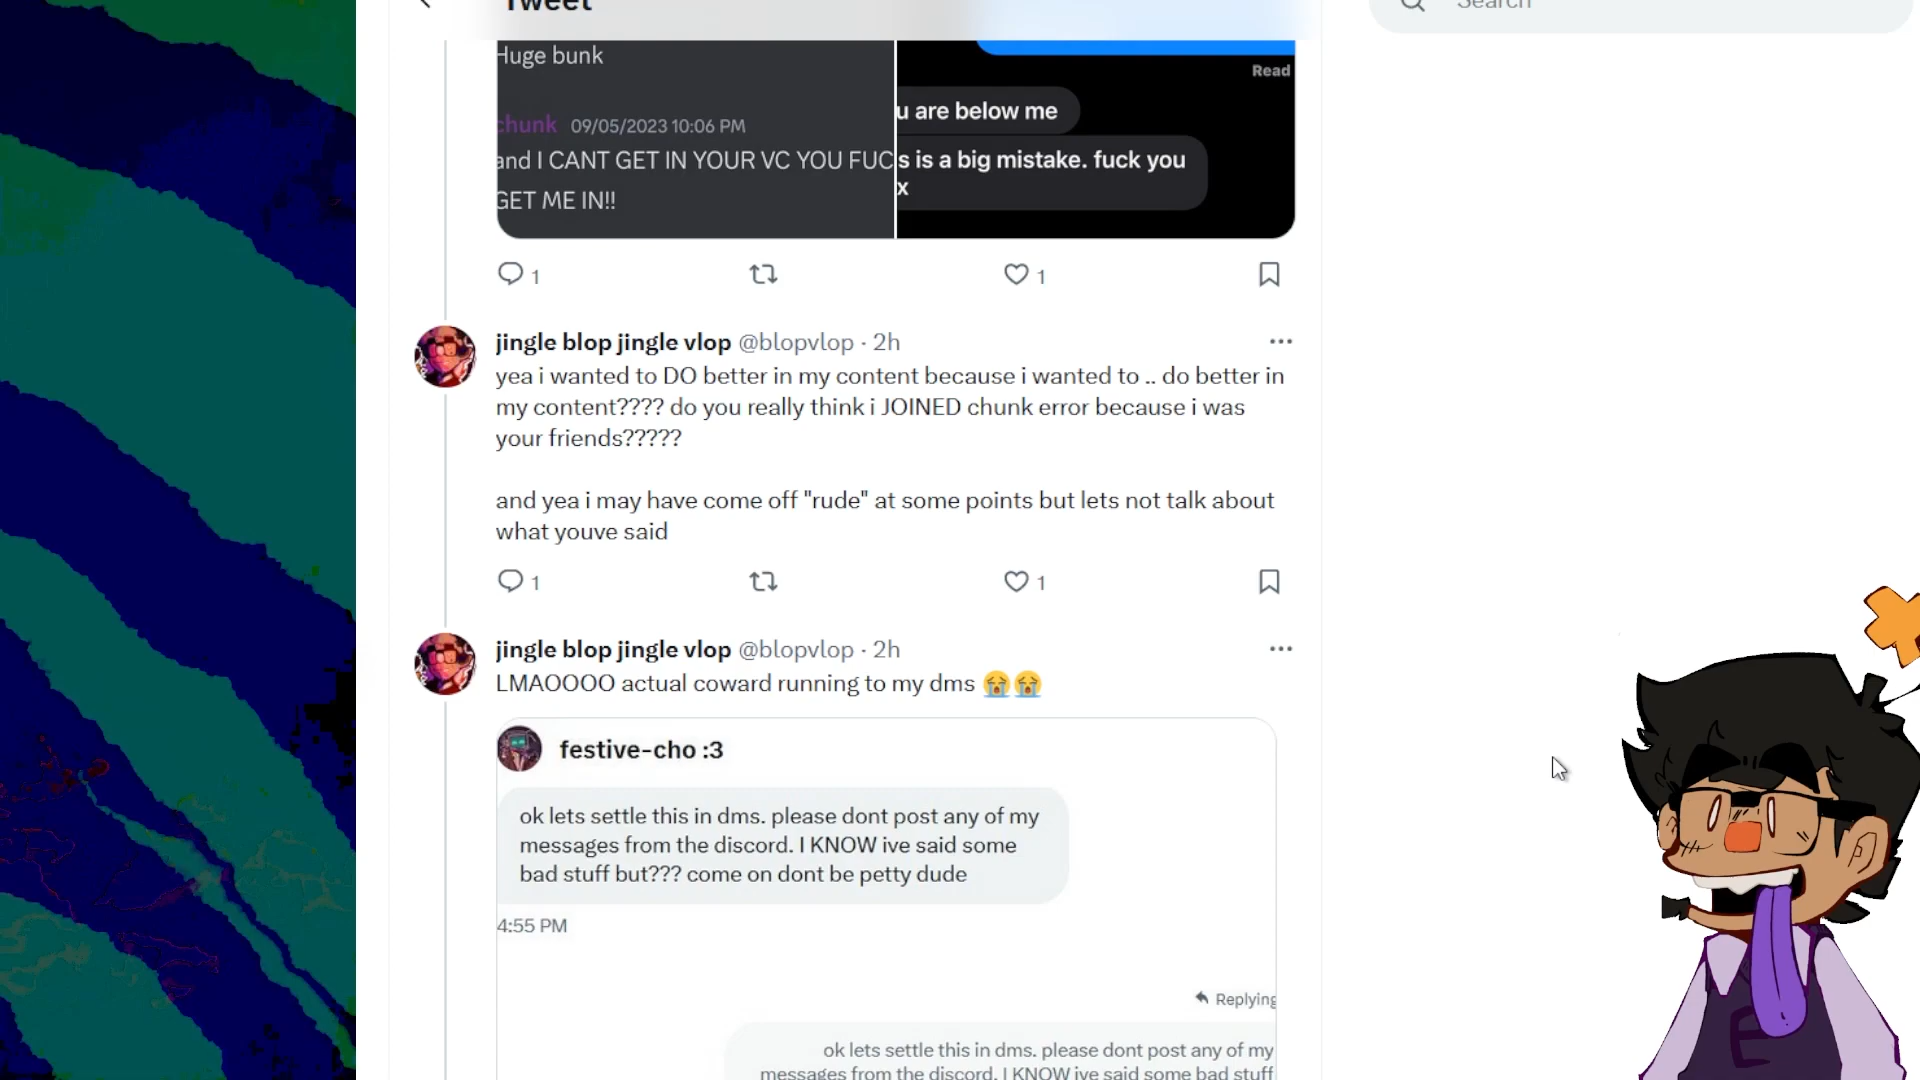 Tweet
Search
Huge bunk
chunk 09/05/2023 10:06 PM
and I CANT GET IN YOUR VC YOU FUC
GET ME IN!!
Read
u are below me
s is a big mistake. fuck you
x
1
1
jingle blop jingle vlop @blopvlop · 2h
yea i wanted to DO better in my content because i wanted to .. do better in
my content???? do you really think i JOINED chunk error because i was
your friends?????
and yea i may have come off "rude" at some points but lets not talk about
what youve said
1
1
jingle blop jingle vlop @blopvlop · 2h
LMAOOOO actual coward running to my dms 😭😭
festive-cho :3
ok lets settle this in dms. please dont post any of my
messages from the discord. I KNOW ive said some
bad stuff but??? come on dont be petty dude
4:55 PM
Replying
ok lets settle this in dms. please dont post any of my
messages from the discord. I KNOW ive said some bad stuff